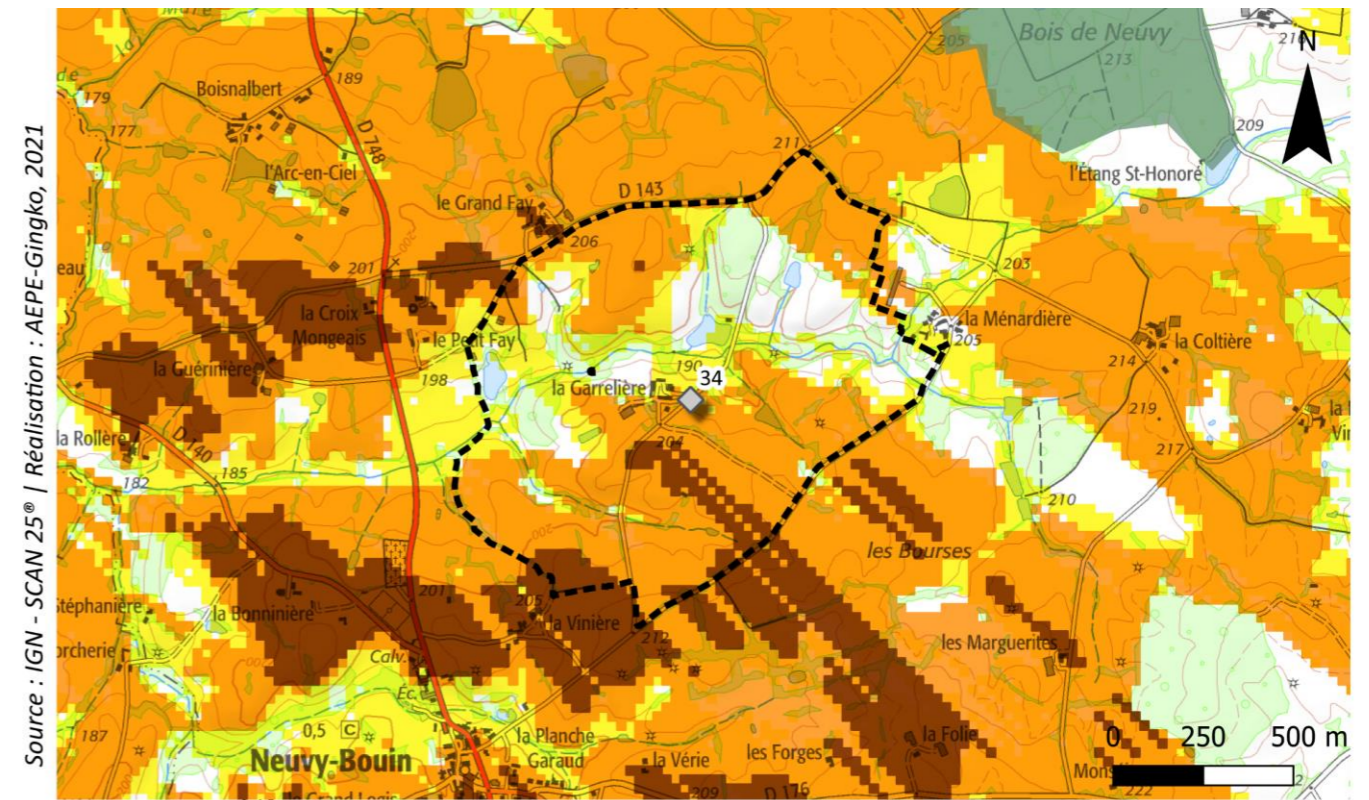 Source : IGN - SCAN 25® | Réalisation : AEPE-Gingko, 2021
Bois de Neuvy
205
213
N
189
Boisnalbert
179
177
D 748
211
209
l'Arc-en-Ciel
l'Étang St-Honoré
D 143
le Grand Fay
206
201
203
la Croix
Mongeais
le Petit Fay
la Ménardière
205
la Coltière
214
190
34
la Guérinière
198
la Garrelière
219
204
la Rollère
D 140
185
182
217
210
200
les Bourses
201
205
la Bonninière
la Vinière
212
les Marguerites
Calv.
Éc.
0,5 C
187
Neuvy-Bouin
la Planche
Garaud
la Vérie
les Forges
la Folie
209
D 176
222
0 250 500 m